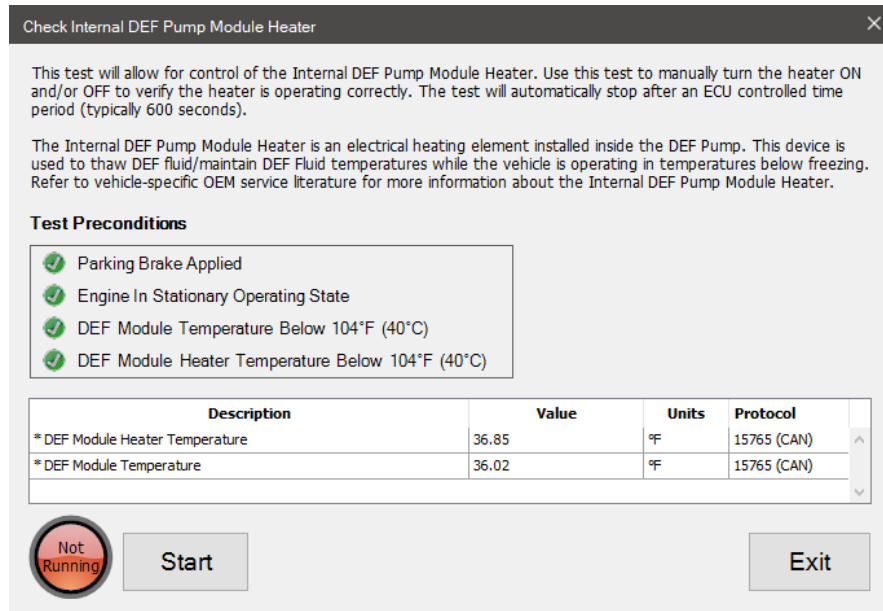 Check Internal DEF Pump Module Heater
This test will allow for control of the Internal DEF Pump Module Heater. Use this test to manually turn the heater ON
and/or OFF to verify the heater is operating correctly. The test will automatically stop after an ECU controlled time
period (typically 600 seconds).
The Internal DEF Pump Module Heater is an electrical heating element installed inside the DEF Pump. This device is
used to thaw DEF fluid/maintain DEF Fluid temperatures while the vehicle is operating in temperatures below freezing.
Refer to vehicle-specific OEM service literature for more information about the Internal DEF Pump Module Heater.
Test Preconditions
Parking Brake Applied
Engine In Stationary Operating State
DEF Module Temperature Below 104°F (40°C)
DEF Module Heater Temperature Below 104°F (40°C)
Description Value Units Protocol
* DEF Module Heater Temperature 36.85 °F 15765 (CAN)
* DEF Module Temperature 36.02 °F 15765 (CAN)
Not
Running
Start
Exit